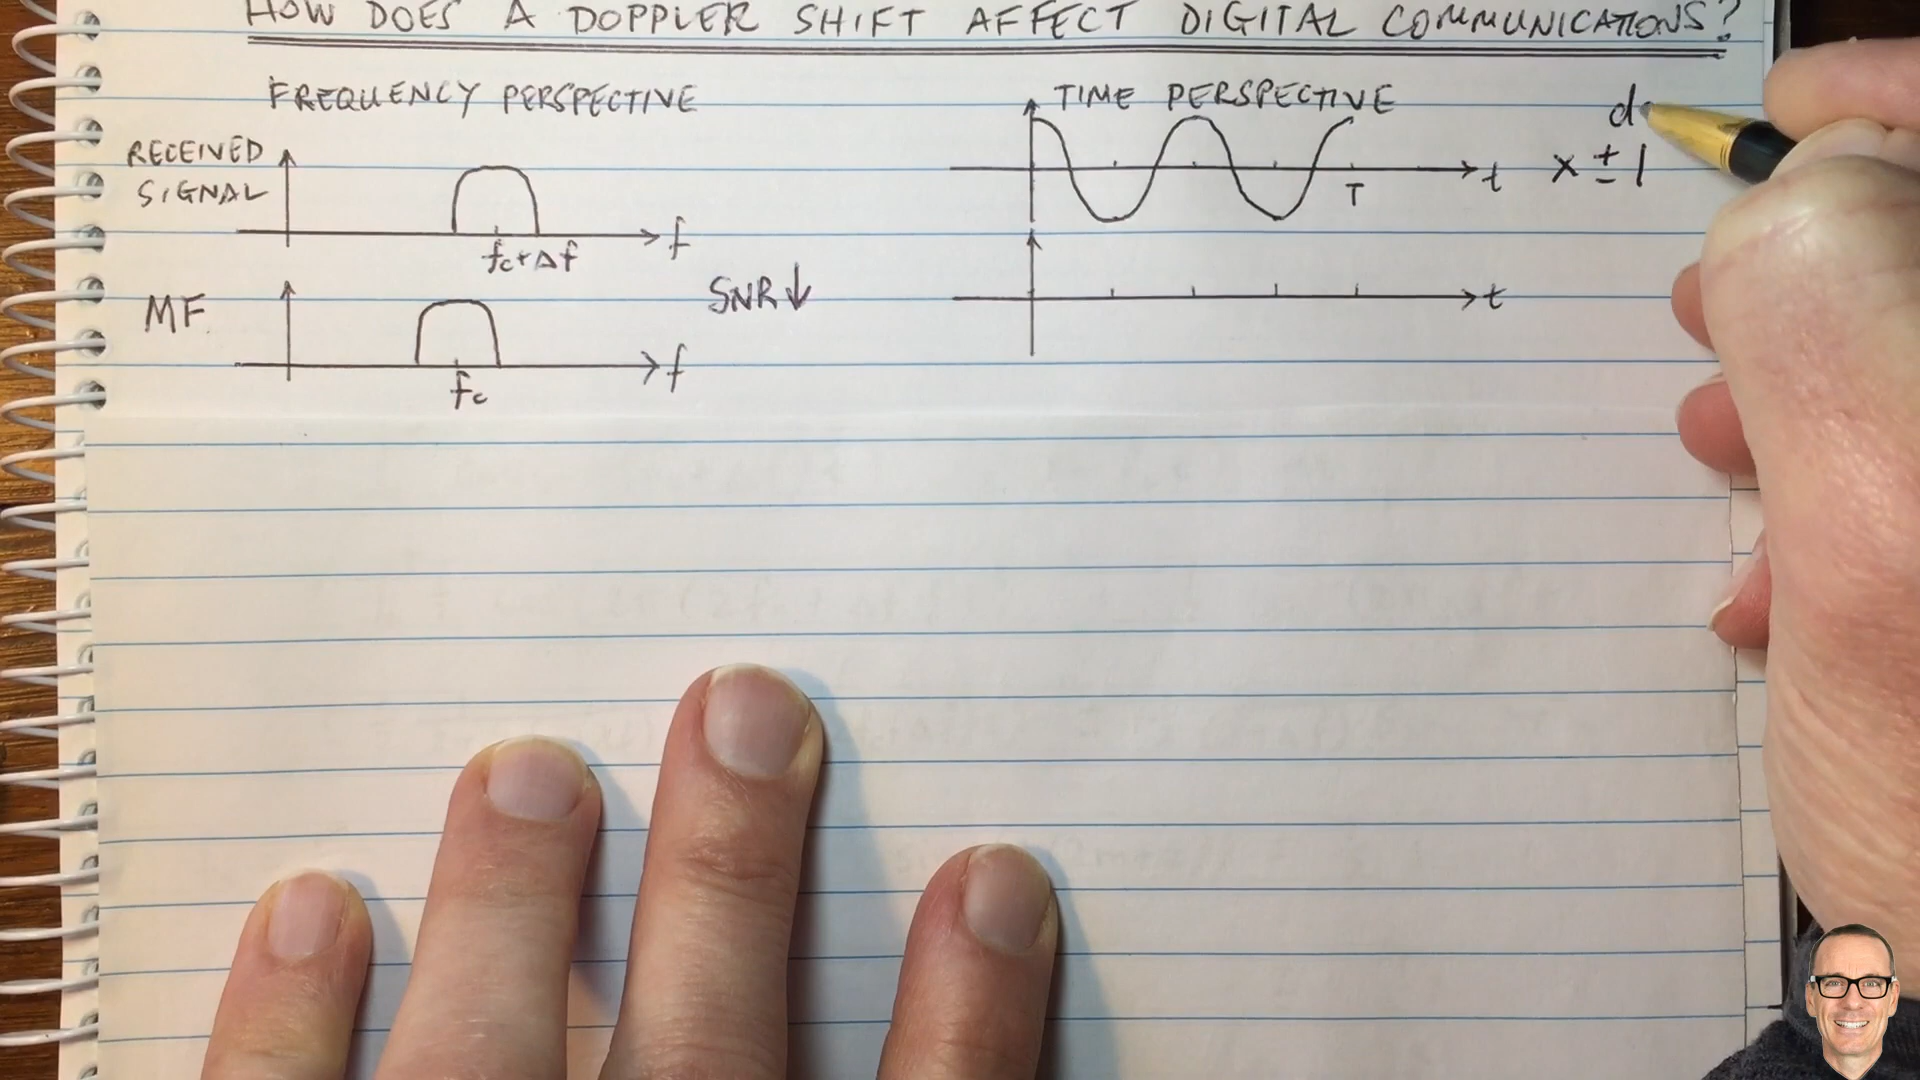 HOW DOES A DOPPLER SHIFT AFFECT DIGITAL COMMUNICATIONS?
FREQUENCY PERSPECTIVE
RECEIVED
SIGNAL
f
fc+Δf
MF
f
fc
SNR↓
TIME PERSPECTIVE
t
T
t
d
x ± 1